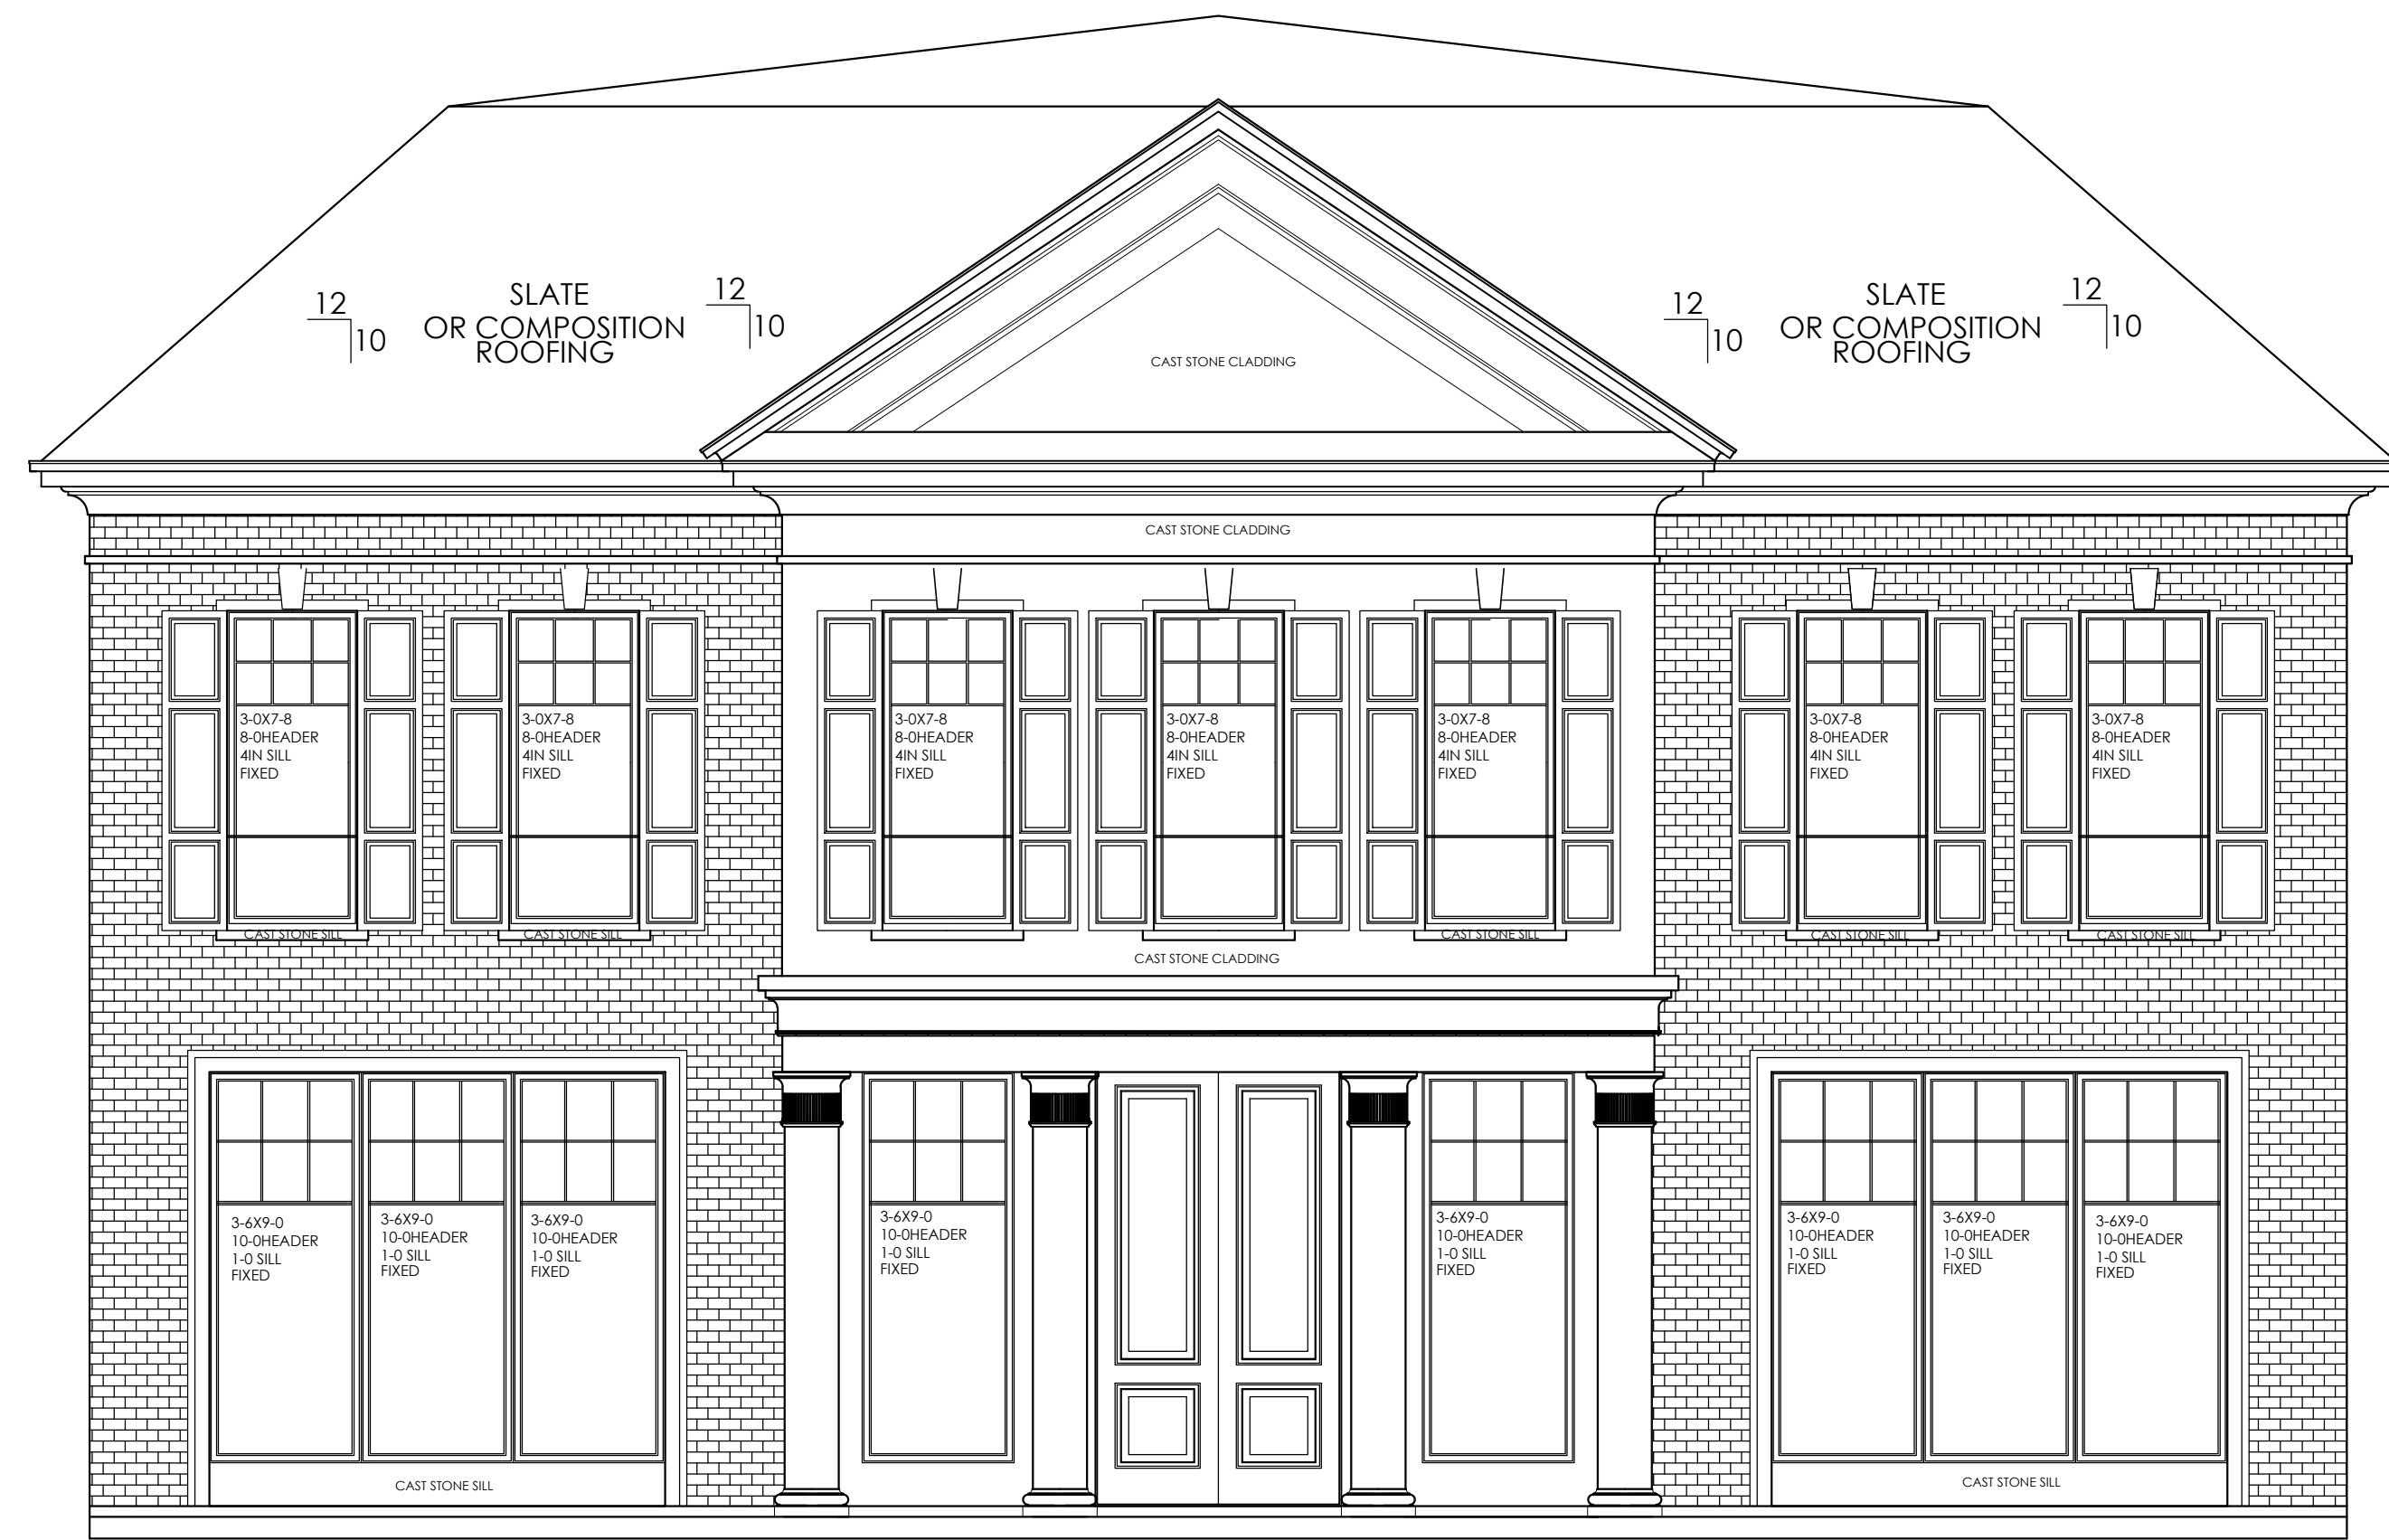 12
10
SLATE
OR COMPOSITION
ROOFING
12
10
12
10
SLATE
OR COMPOSITION
ROOFING
12
10
CAST STONE CLADDING
CAST STONE CLADDING
3-0X7-8
8-0HEADER
4IN SILL
FIXED
3-0X7-8
8-0HEADER
4IN SILL
FIXED
3-0X7-8
8-0HEADER
4IN SILL
FIXED
3-0X7-8
8-0HEADER
4IN SILL
FIXED
3-0X7-8
8-0HEADER
4IN SILL
FIXED
3-0X7-8
8-0HEADER
4IN SILL
FIXED
3-0X7-8
8-0HEADER
4IN SILL
FIXED
CAST STONE SILL
CAST STONE SILL
CAST STONE SILL
CAST STONE SILL
CAST STONE SILL
CAST STONE CLADDING
3-6X9-0
10-0HEADER
1-0 SILL
FIXED
3-6X9-0
10-0HEADER
1-0 SILL
FIXED
3-6X9-0
10-0HEADER
1-0 SILL
FIXED
3-6X9-0
10-0HEADER
1-0 SILL
FIXED
3-6X9-0
10-0HEADER
1-0 SILL
FIXED
3-6X9-0
10-0HEADER
1-0 SILL
FIXED
3-6X9-0
10-0HEADER
1-0 SILL
FIXED
3-6X9-0
10-0HEADER
1-0 SILL
FIXED
CAST STONE SILL
CAST STONE SILL